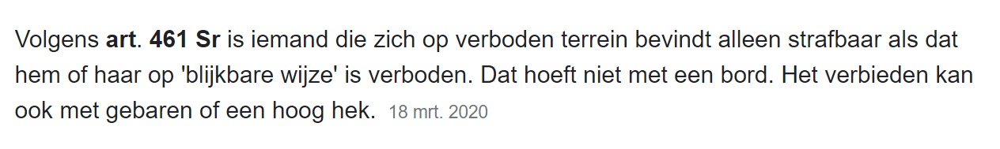 Volgens art. 461 Sr is iemand die zich op verboden terrein bevindt alleen strafbaar als dat
hem of haar op 'blijkbare wijze' is verboden. Dat hoeft niet met een bord. Het verbieden kan
ook met gebaren of een hoog hek. 18 mrt. 2020